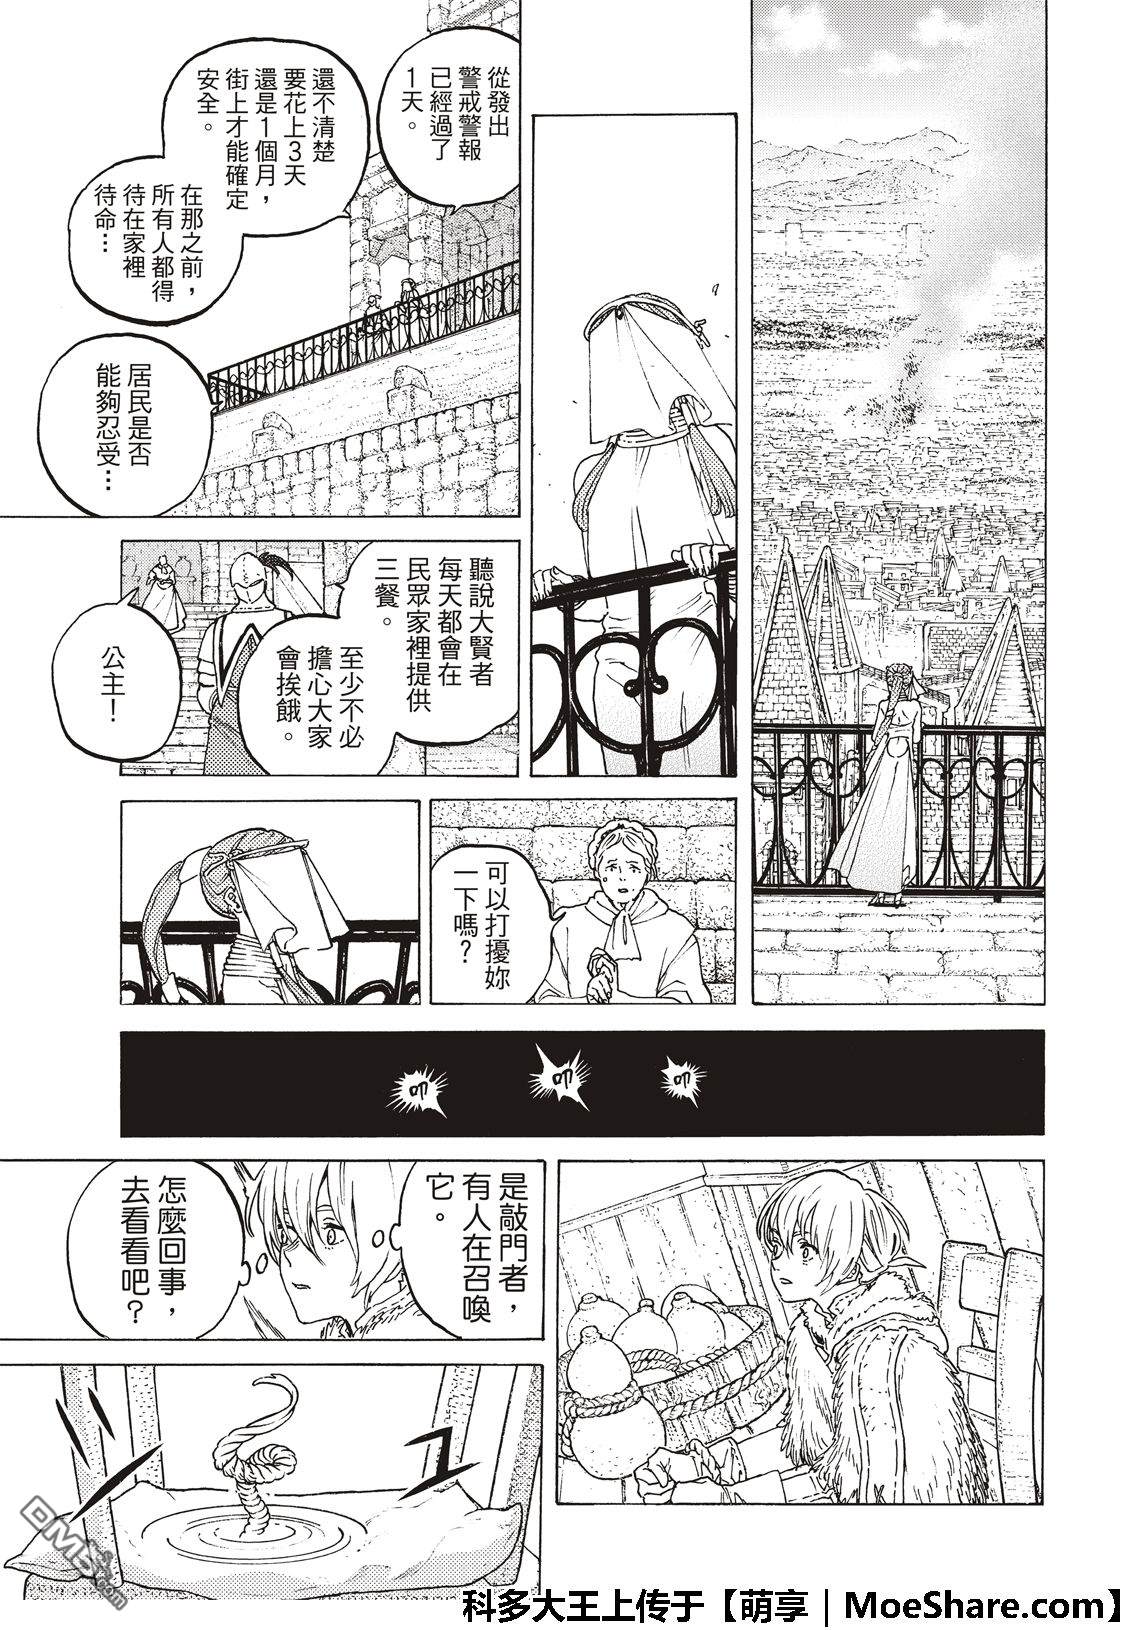 從發出
警戒警報
已經過了
1天。
還不清楚
要花上3天
還是1個月，
街上才能確定
安全。
在那之前，
所有人都得
待在家裡
待命…
居民是否
能夠忍受…
聽說大賢者
每天都會在
民眾家裡提供
三餐。
至少不必
擔心大家
會挨餓。
公主！
可以打擾妳
一下嗎？
叩
叩
叩
是敲門者，
有人在召喚
它。
怎麼回事，
去看看吧？
DM5.com
科多大王上传于【萌享｜MoeShare.com】